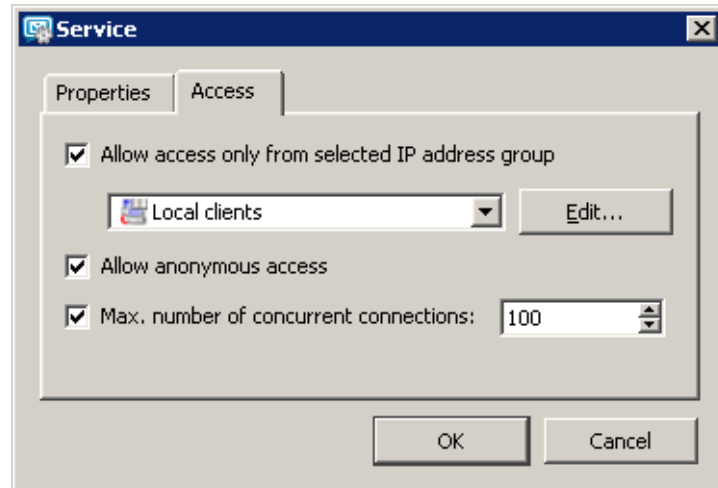 Service
Properties
Access
Allow access only from selected IP address group
Local clients
Edit...
Allow anonymous access
Max. number of concurrent connections:
100
OK
Cancel